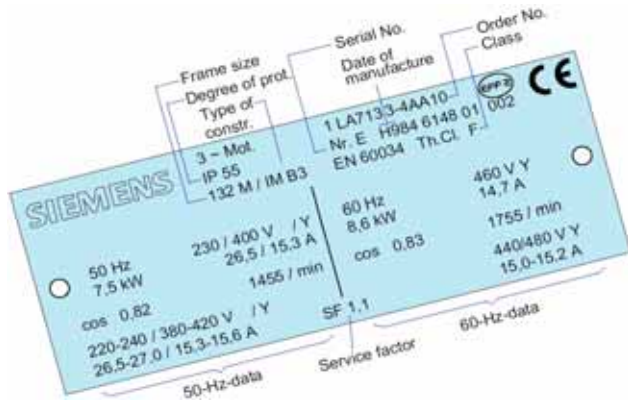 Frame size
Degree of prot.
Type of
constr.
Serial No.
Date of
manufacture
Order No.
Class
SIEMENS
3 ~ Mot.
IP 55
132 M / IM B3
1 LA7133-4AA10
Nr. E H984 6148 01 002
EN 60034 Th.Cl. F
EFF 2
CE
50 Hz 230 / 400 V / Y
7,5 kW 26,5 / 15,3 A
cos 0,82 1455 / min
220-240 / 380-420 V / Y
26,5-27,0 / 15,3-15,6 A
60 Hz 460 V Y
8,6 kW 14,7 A
cos 0,83 1755 / min
440/480 V Y
15,0-15,2 A
SF 1,1
50-Hz-data
Service factor
60-Hz-data